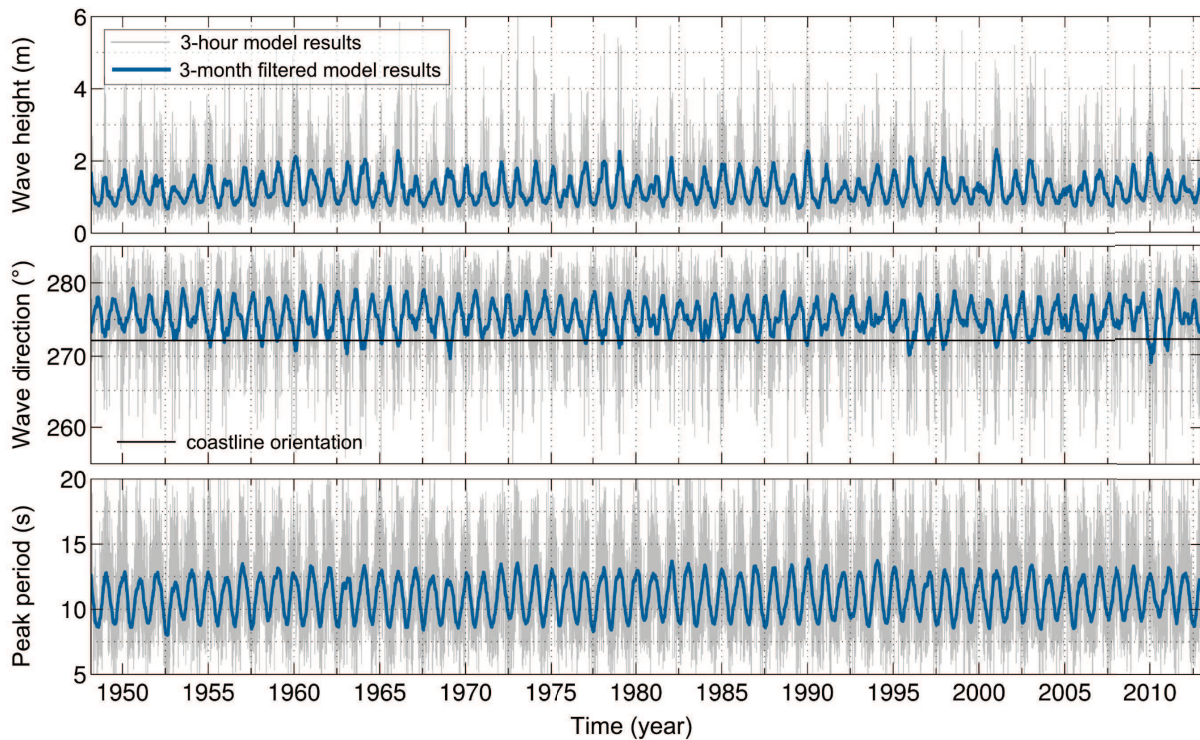 Wave height (m)
6
4
2
0
3-hour model results
3-month filtered model results
Wave direction (°)
280
270
260
coastline orientation
Peak period (s)
20
15
10
5
1950 1955 1960 1965 1970 1975 1980 1985 1990 1995 2000 2005 2010
Time (year)